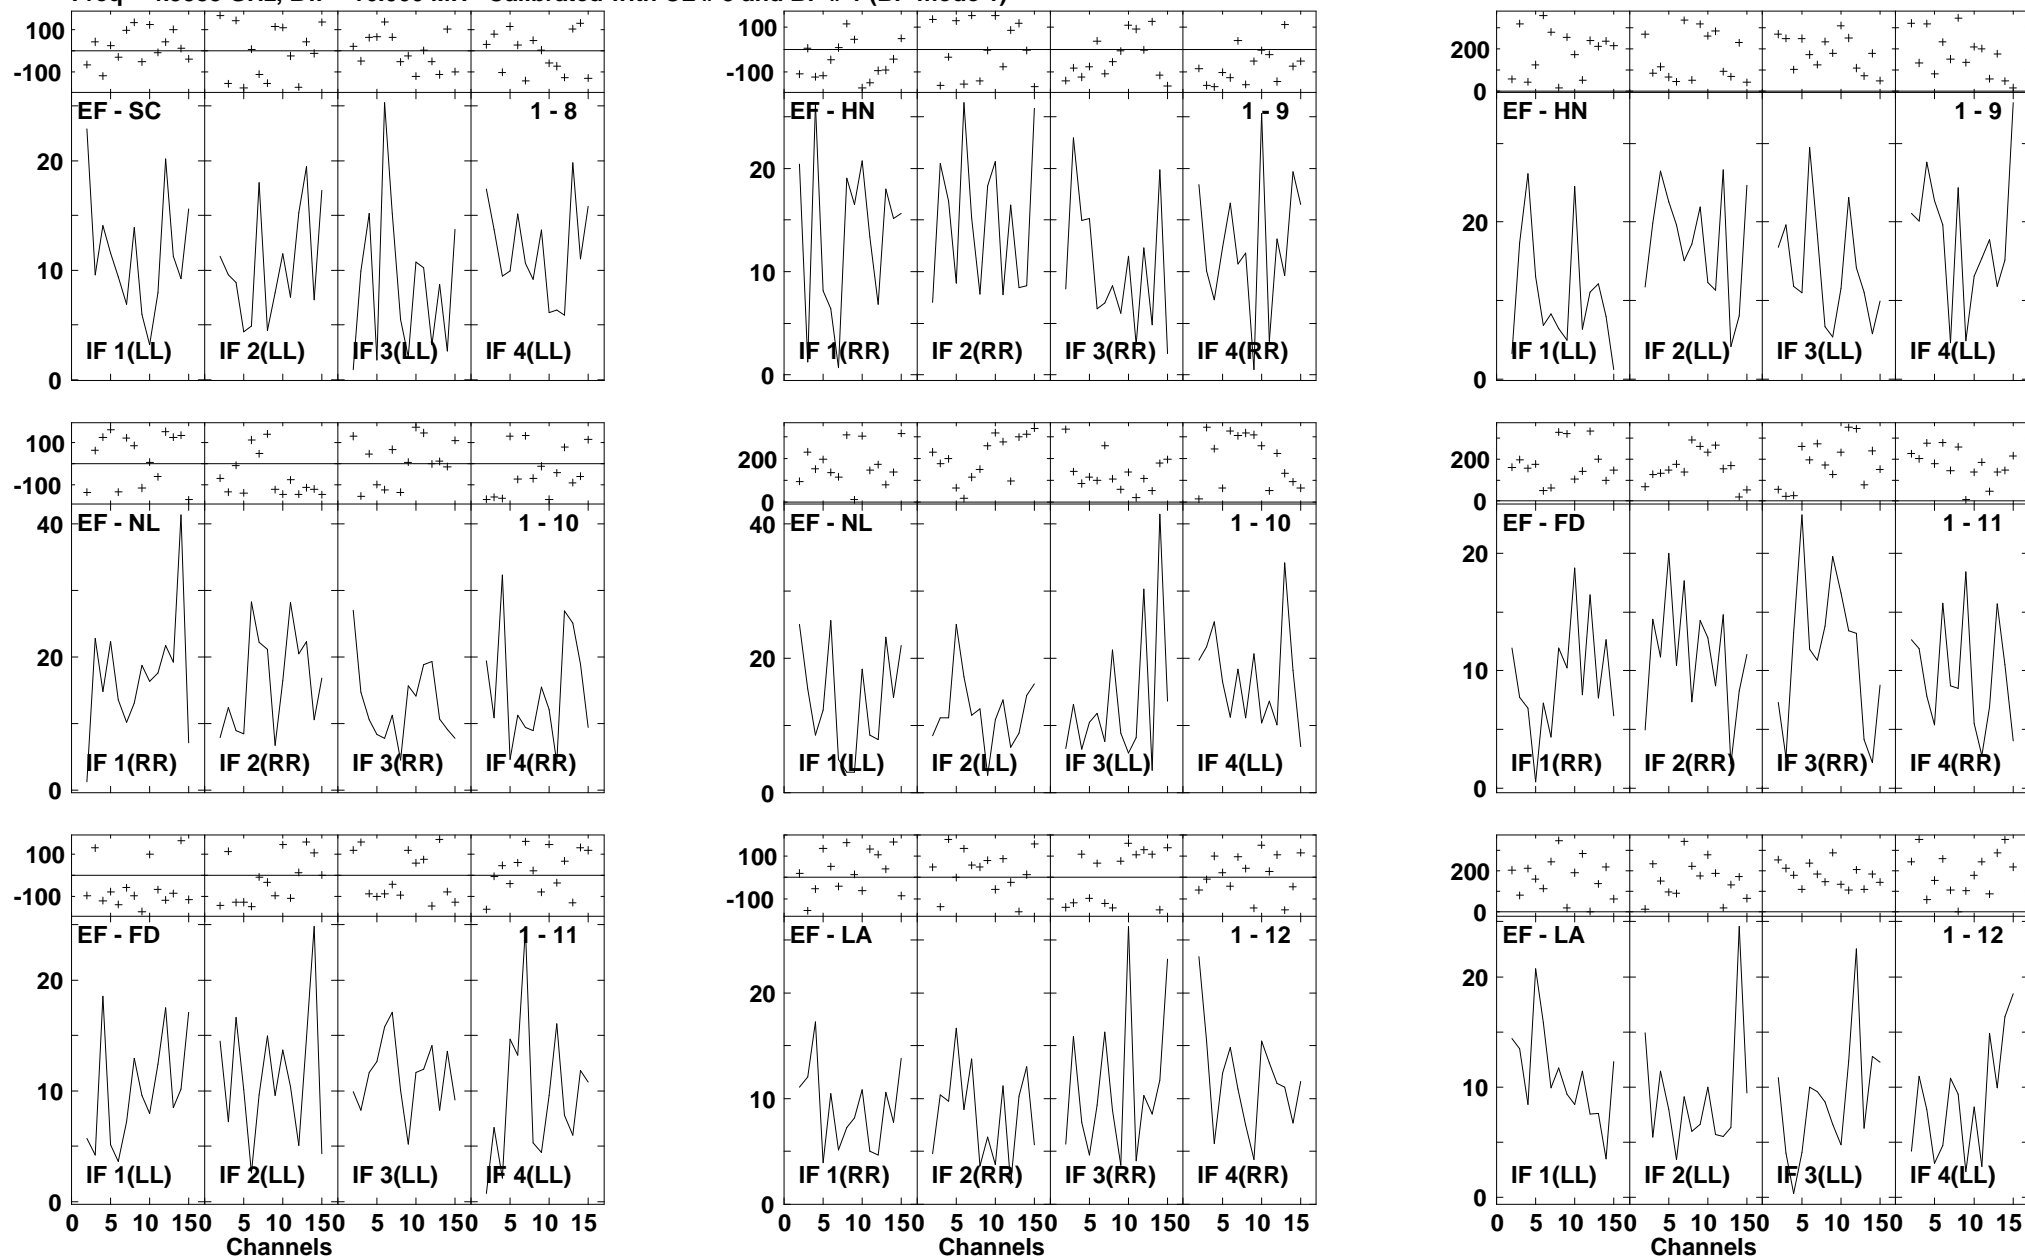 100 100 200
-100 -100 0
EF - SC 1 - 8 EF - HN 1 - 9 EF - HN 1 - 9
20 20 20
10 10
IF 1(LL) IF 2(LL) IF 3(LL) IF 4(LL) IF 1(RR) IF 2(RR) IF 3(RR) IF 4(RR) IF 1(LL) IF 2(LL) IF 3(LL) IF 4(LL)
0 0 0
100 200 200
-100 0 0
EF - NL 1 - 10 EF - NL 1 - 10 EF - FD 1 - 11
40 40 20
20 20 10
IF 1(RR) IF 2(RR) IF 3(RR) IF 4(RR) IF 1(LL) IF 2(LL) IF 3(LL) IF 4(LL) IF 1(RR) IF 2(RR) IF 3(RR) IF 4(RR)
0 0 0
100 100 200
-100 -100 0
EF - FD 1 - 11 EF - LA 1 - 12 EF - LA 1 - 12
20 20 20
10 10 10
IF 1(LL) IF 2(LL) IF 3(LL) IF 4(LL) IF 1(RR) IF 2(RR) IF 3(RR) IF 4(RR) IF 1(LL) IF 2(LL) IF 3(LL) IF 4(LL)
0 0 0
0 5 10 150 5 10 150 5 10 150 5 10 15 0 5 10 150 5 10 150 5 10 150 5 10 15 0 5 10 150 5 10 150 5 10 150 5 10 15
Channels Channels Channels